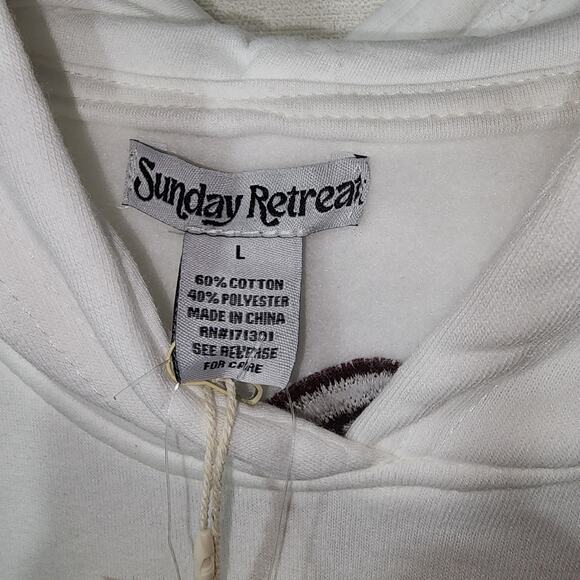 Sunday Retreat
L
60% COTTON
40% POLYESTER
MADE IN CHINA
RN#171301
SEE REVERSE
FOR CARE